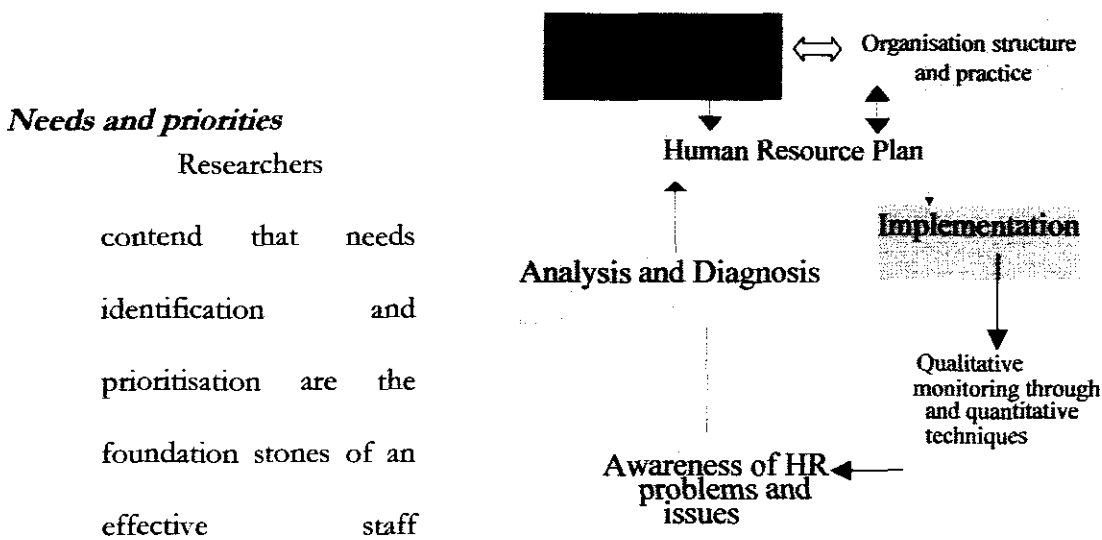 Needs and priorities
Researchers
contend that needs
identification and
prioritisation are the
foundation stones of an
effective staff
Organisation structure
and practice
Human Resource Plan
Implementation
Analysis and Diagnosis
Qualitative
monitoring through
and quantitative
techniques
Awareness of HR
problems and
issues